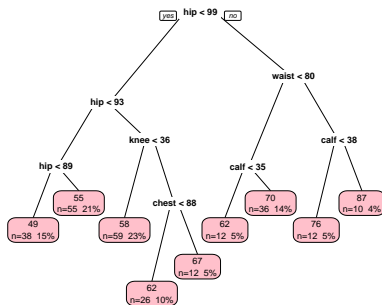 hip < 99
yes no
waist < 80
hip < 93
knee < 36
calf < 38
hip < 89
calf < 35
chest < 88
49
n=38 15%
55
n=55 21%
58
n=59 23%
62
n=26 10%
67
n=12 5%
62
n=12 5%
70
n=36 14%
76
n=12 5%
87
n=10 4%